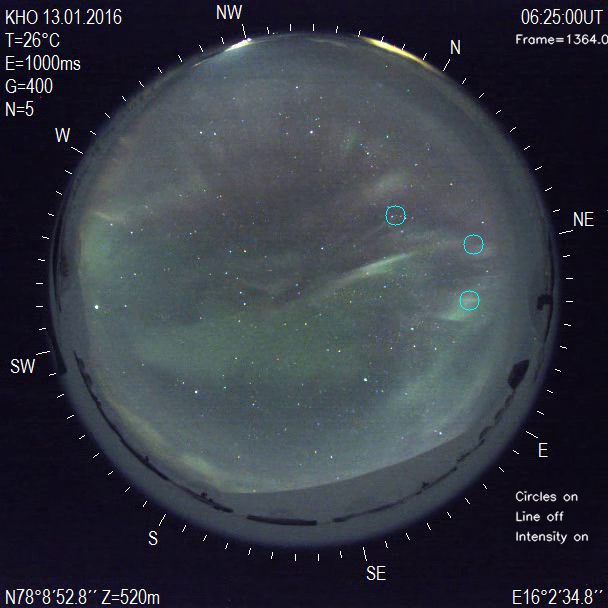 KHO 13.01.2016
T=26°C
E=1000ms
G=400
N=5
06:25:00UT
Frame=1364.0
NW
N
W
NE
SW
E
S
SE
Circles on
Line off
Intensity on
N78°8'52.8'' Z=520m
E16°2'34.8''